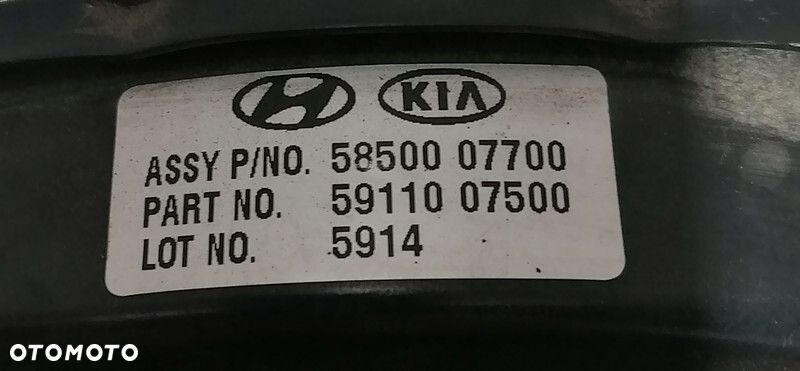 KIA
ASSY P/NO. 58500 07700
PART NO. 59110 07500
LOT NO. 5914
OTOMOTO